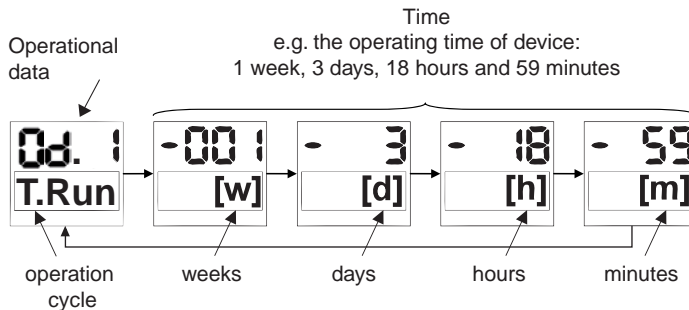 Time
e.g. the operating time of device:
1 week, 3 days, 18 hours and 59 minutes
Operational
data
0d. 1
T.Run
-001
[w]
- 3
[d]
- 18
[h]
- 59
[m]
operation
cycle
weeks
days
hours
minutes